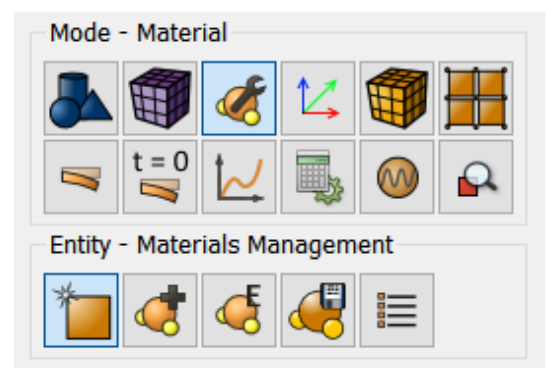 Mode - Material
t = 0
Entity - Materials Management
E